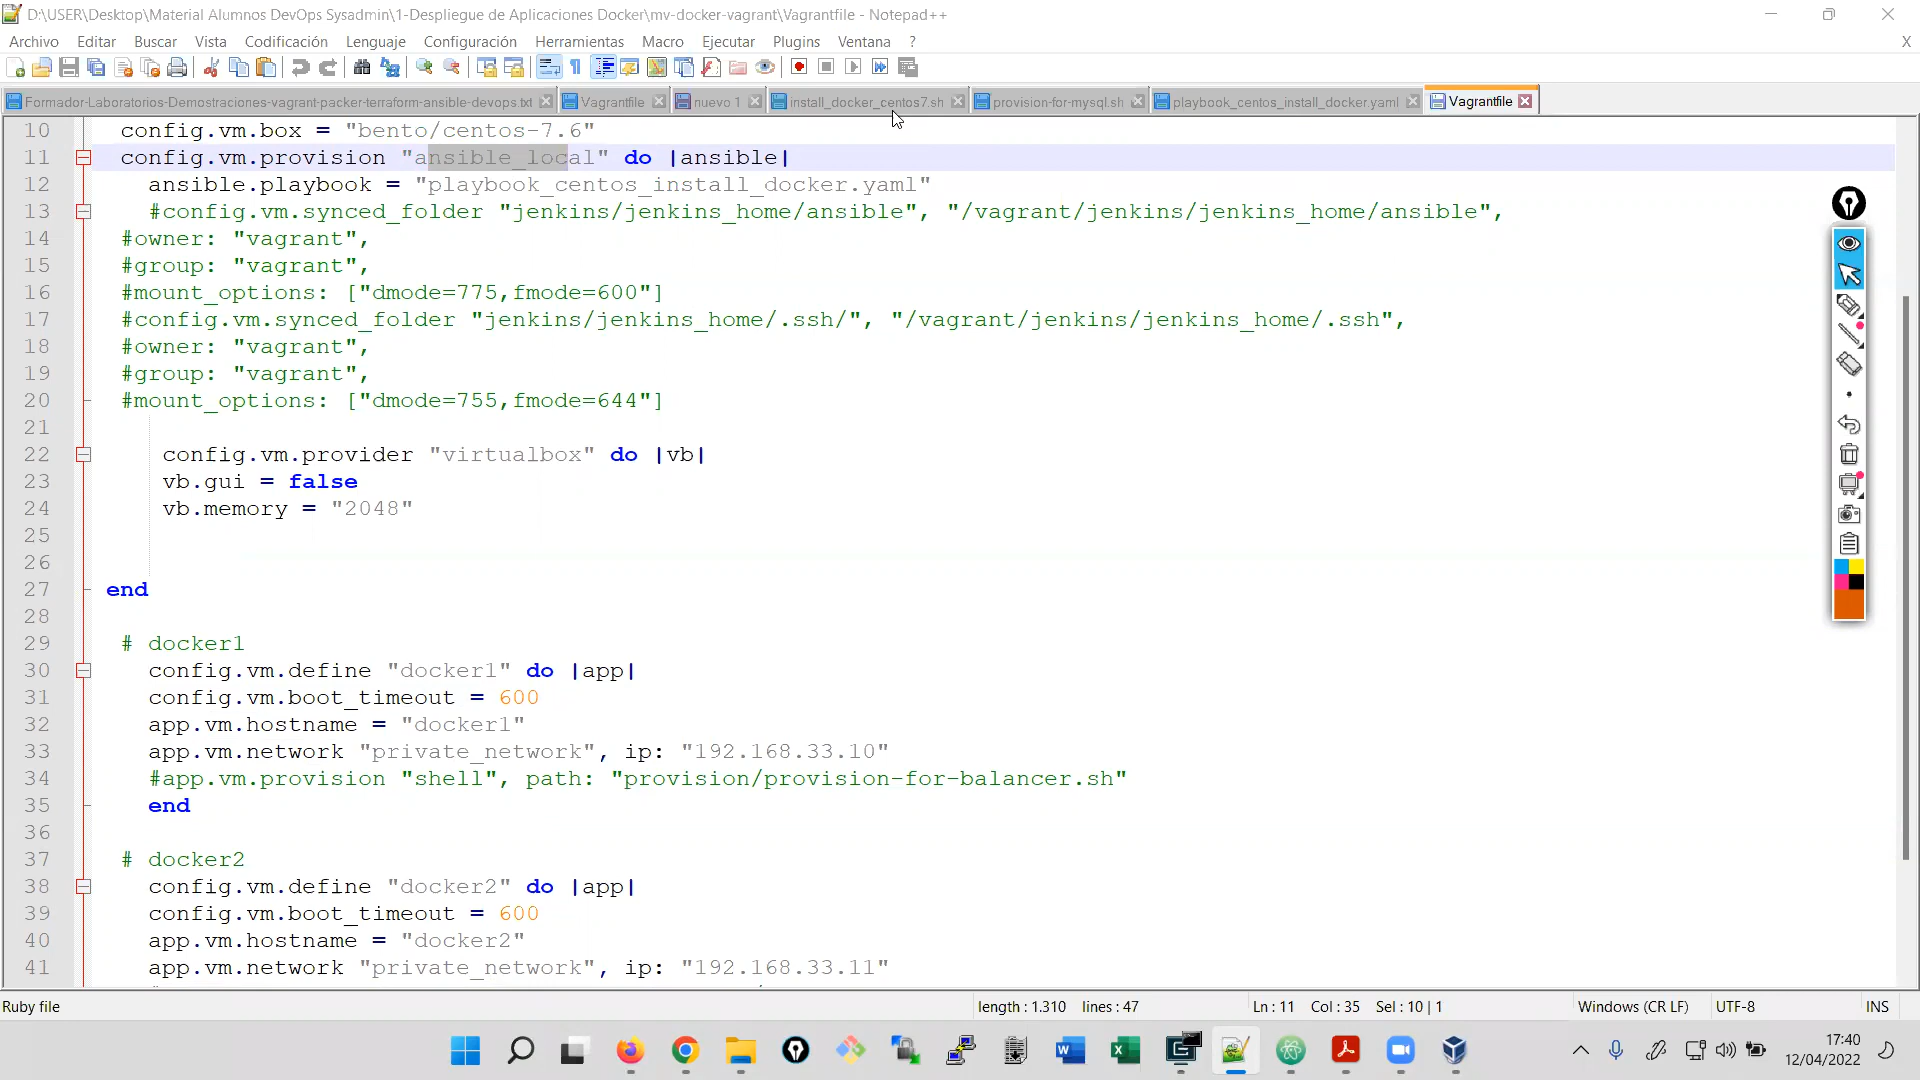 D:\USER\Desktop\Material Alumnos DevOps Sysadmin\1-Despliegue de Aplicaciones Docker\mv-docker-vagrant\Vagrantfile - Notepad++
Archivo Editar Buscar Vista Codificación Lenguaje Configuración Herramientas Macro Ejecutar Plugins Ventana ? X
Formador-Laboratorios-Demostraciones-vagrant-packer-terraform-ansible-devops.txt Vagrantfile nuevo 1 install_docker_centos7.sh provision-for-mysql.sh playbook_centos_install_docker.yaml Vagrantfile
10 config.vm.box = "bento/centos-7.6"
11 config.vm.provision "ansible_local" do |ansible|
12 ansible.playbook = "playbook_centos_install_docker.yaml"
13 #config.vm.synced_folder "jenkins/jenkins_home/ansible", "/vagrant/jenkins/jenkins_home/ansible",
14 #owner: "vagrant",
15 #group: "vagrant",
16 #mount_options: ["dmode=775,fmode=600"]
17 #config.vm.synced_folder "jenkins/jenkins_home/.ssh/", "/vagrant/jenkins/jenkins_home/.ssh",
18 #owner: "vagrant",
19 #group: "vagrant",
20 #mount_options: ["dmode=755,fmode=644"]
21
22 config.vm.provider "virtualbox" do |vb|
23 vb.gui = false
24 vb.memory = "2048"
25
26
27 end
28
29 # docker1
30 config.vm.define "docker1" do |app|
31 config.vm.boot_timeout = 600
32 app.vm.hostname = "docker1"
33 app.vm.network "private_network", ip: "192.168.33.10"
34 #app.vm.provision "shell", path: "provision/provision-for-balancer.sh"
35 end
36
37 # docker2
38 config.vm.define "docker2" do |app|
39 config.vm.boot_timeout = 600
40 app.vm.hostname = "docker2"
41 app.vm.network "private_network", ip: "192.168.33.11"
Ruby file length : 1.310 lines : 47 Ln : 11 Col : 35 Sel : 10 | 1 Windows (CR LF) UTF-8 INS
17:40
12/04/2022